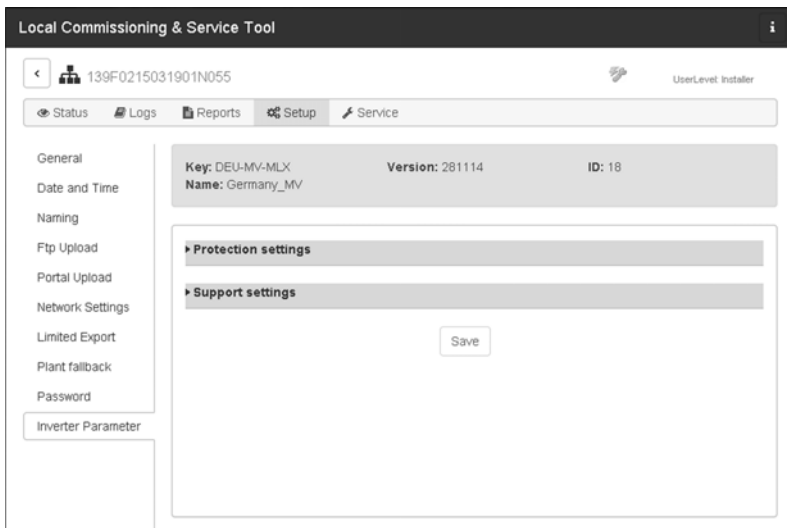 Local Commissioning & Service Tool
i
139F0215031901N055
UserLevel: Installer
Status Logs Reports Setup Service
General
Date and Time
Naming
Ftp Upload
Portal Upload
Network Settings
Limited Export
Plant fallback
Password
Inverter Parameter
Key: DEU-MV-MLX Version: 281114 ID: 18
Name: Germany_MV
Protection settings
Support settings
Save